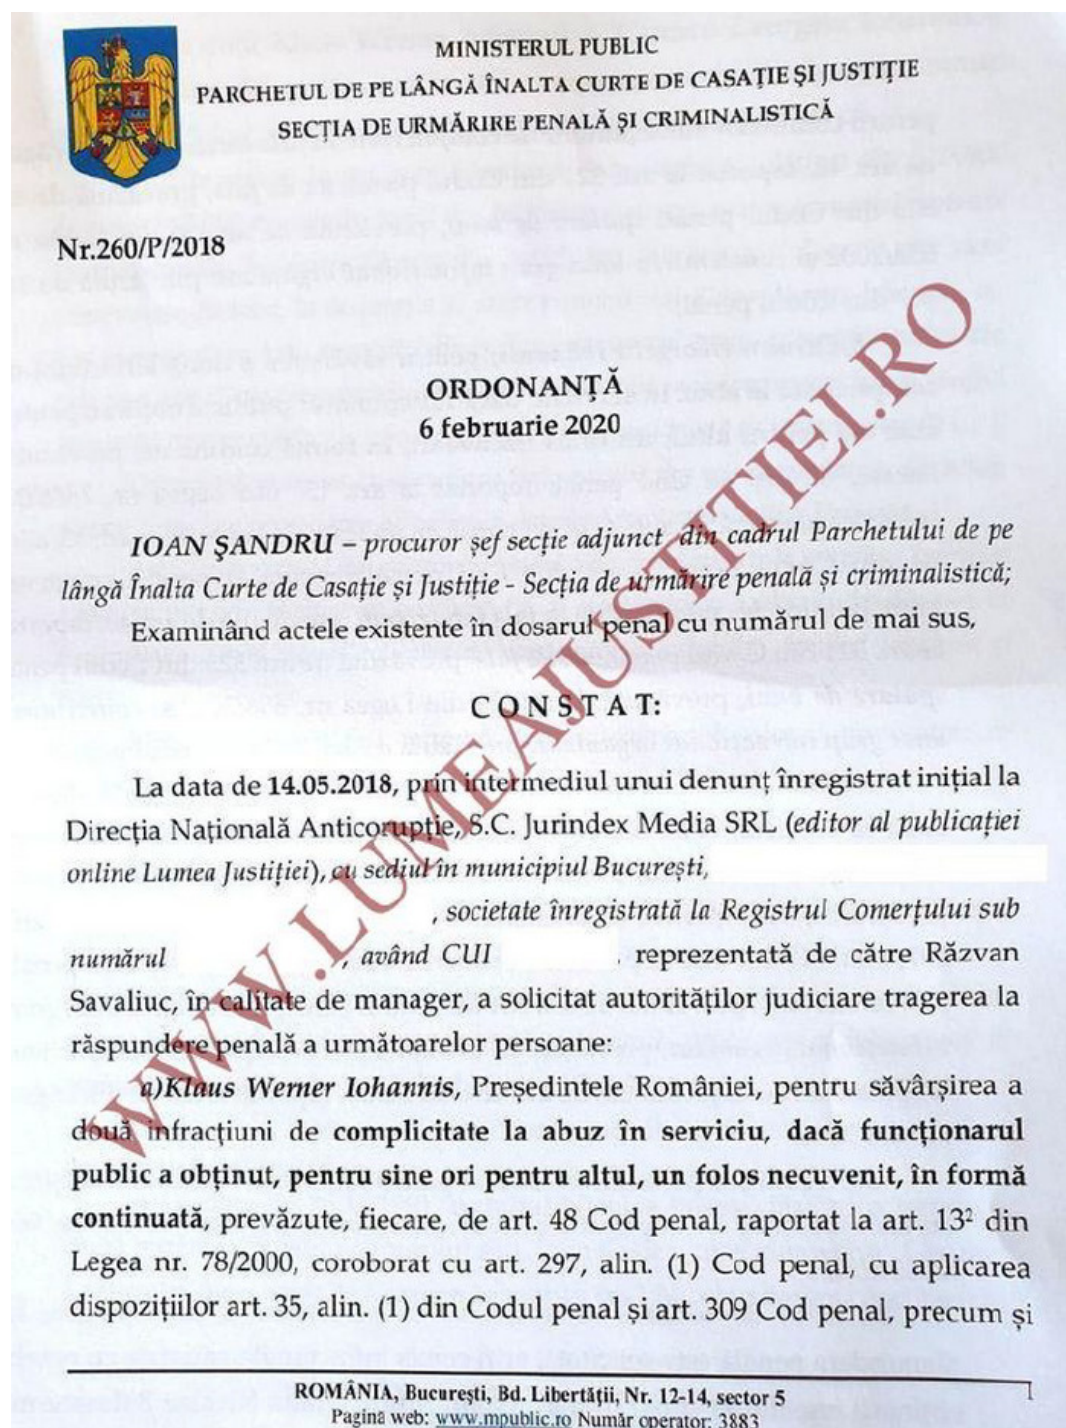 MINISTERUL PUBLIC
PARCHETUL DE PE LÂNGĂ ÎNALTA CURTE DE CASAȚIE ȘI JUSTIȚIE
SECȚIA DE URMĂRIRE PENALĂ ȘI CRIMINALISTICĂ
Nr.260/P/2018
ORDONANȚĂ
6 februarie 2020
IOAN ȘANDRU – procuror șef secție adjunct din cadrul Parchetului de pe
lângă Înalta Curte de Casație și Justiție - Secția de urmărire penală și criminalistică;
Examinând actele existente în dosarul penal cu numărul de mai sus,
C O N S T A T:
La data de 14.05.2018, prin intermediul unui denunț înregistrat inițial la
Direcția Națională Anticorupție, S.C. Jurindex Media SRL (editor al publicației
online Lumea Justiției), cu sediul în municipiul București,
, societate înregistrată la Registrul Comerțului sub
numărul , având CUI . reprezentată de către Răzvan
Savaliuc, în calitate de manager, a solicitat autorităților judiciare tragerea la
răspundere penală a următoarelor persoane:
a)Klaus Werner Iohannis, Președintele României, pentru săvârșirea a
două infracțiuni de complicitate la abuz în serviciu, dacă funcționarul
public a obținut, pentru sine ori pentru altul, un folos necuvenit, în formă
continuată, prevăzute, fiecare, de art. 48 Cod penal, raportat la art. 13² din
Legea nr. 78/2000, coroborat cu art. 297, alin. (1) Cod penal, cu aplicarea
dispozițiilor art. 35, alin. (1) din Codul penal și art. 309 Cod penal, precum și
WWW.LUMEAJUSTITIEI.RO
ROMÂNIA, București, Bd. Libertății, Nr. 12-14, sector 5
1
Pagina web: www.mpublic.ro Număr operator: 3883